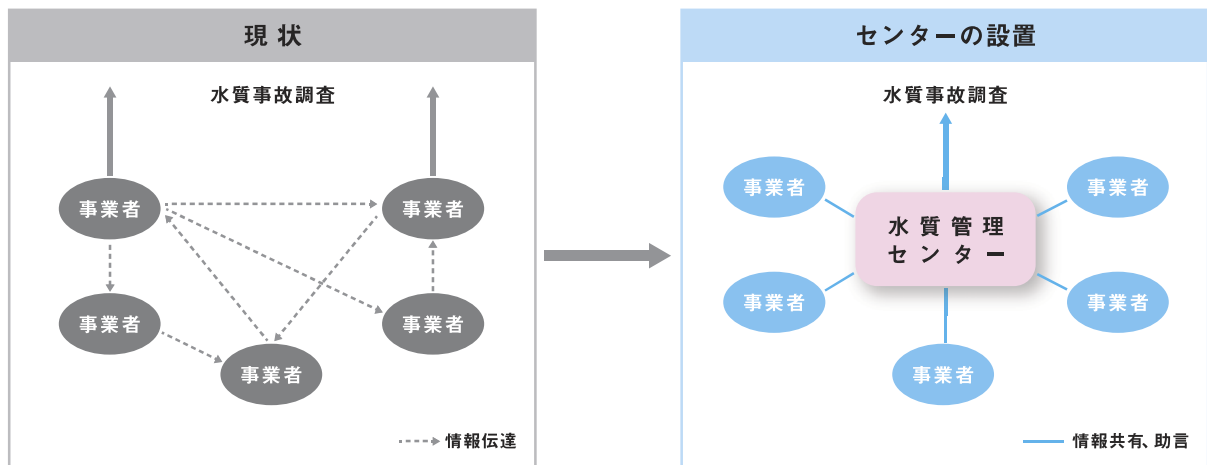 現状
水質事故調査
事業者
事業者
事業者
事業者
事業者
情報伝達
センターの設置
水質事故調査
事業者
事業者
水質管理
センター
事業者
事業者
事業者
情報共有、助言